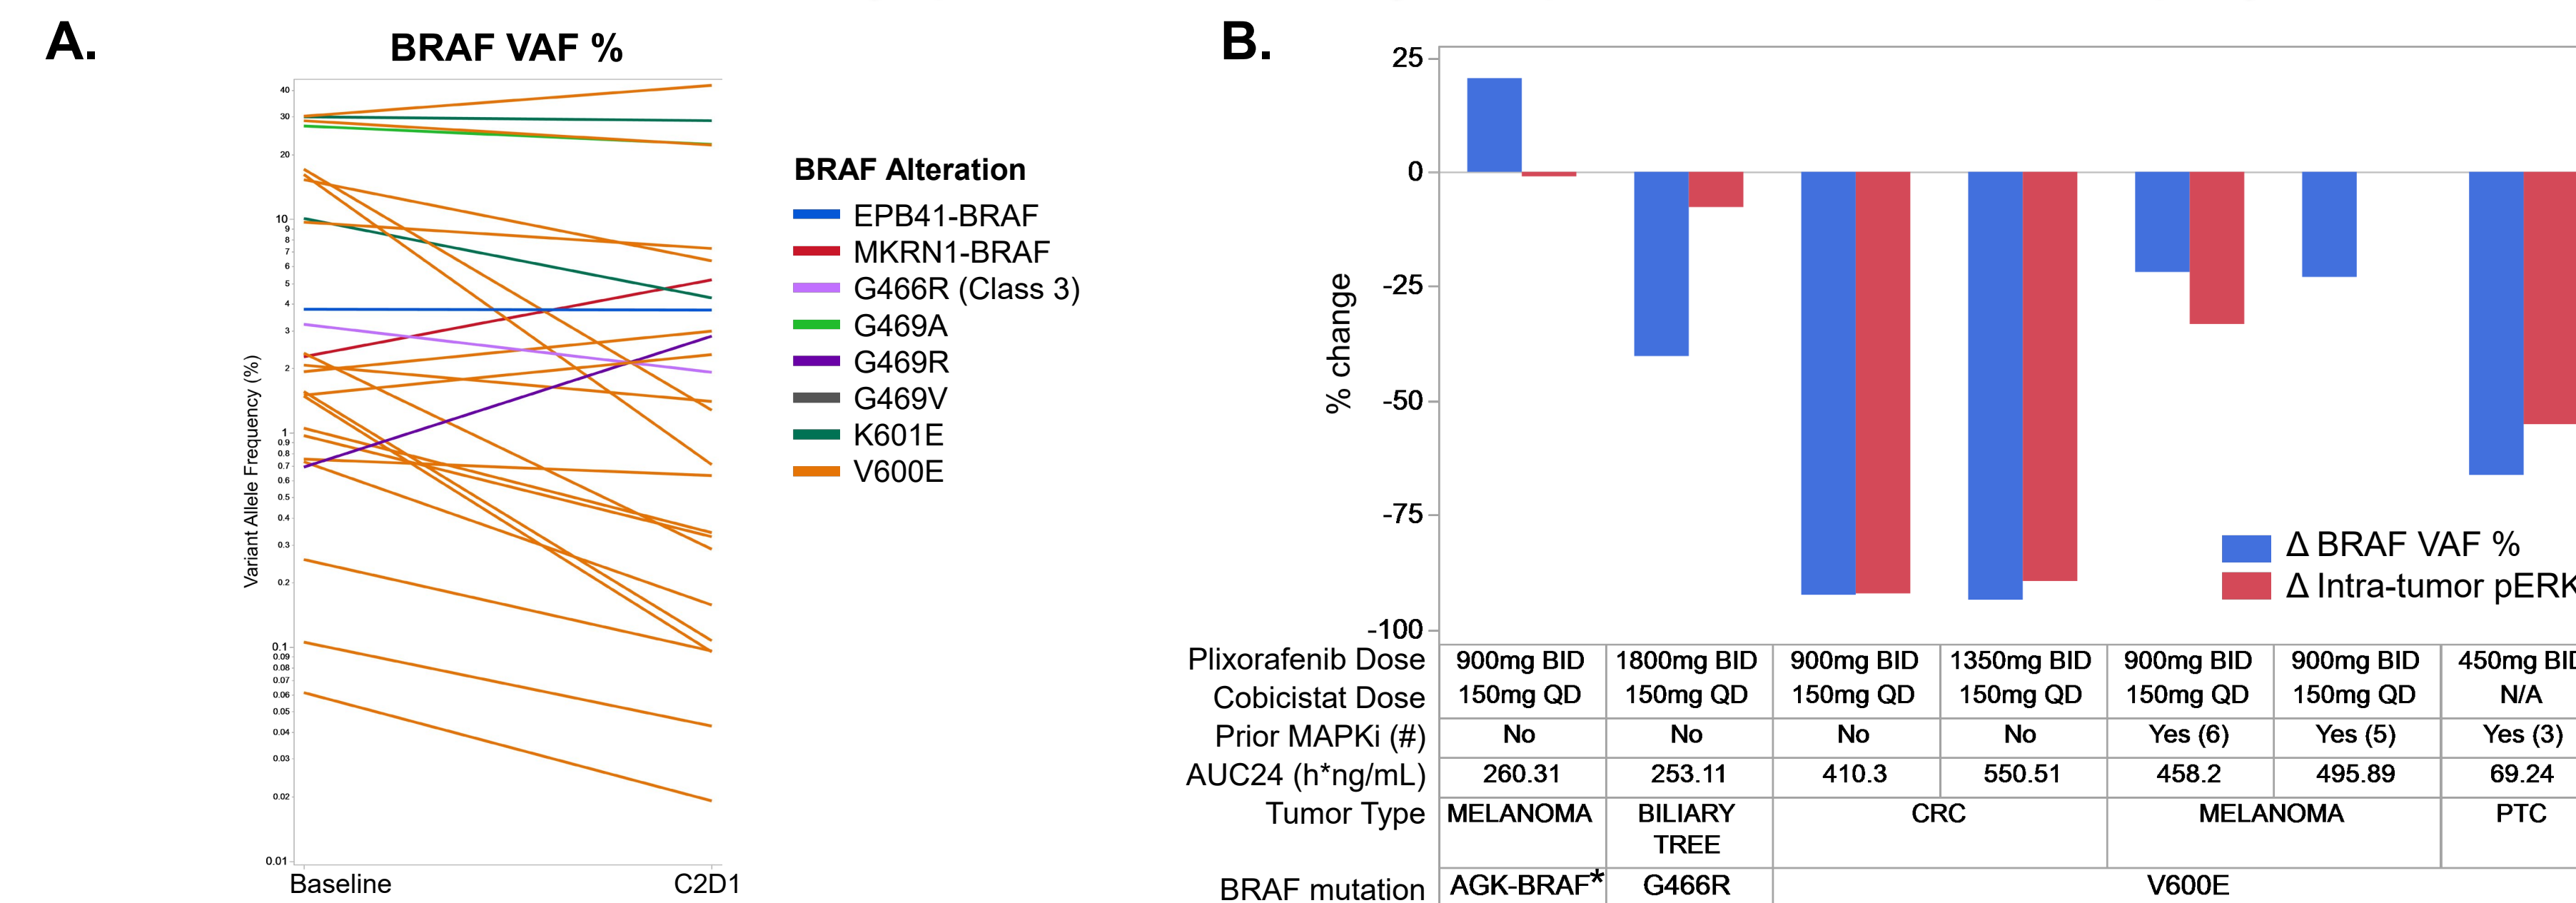 A.
BRAF VAF %
Variant Allele Frequency (%)
40
30
20
10
9
8
7
6
5
4
3
2
1
0.9
0.8
0.7
0.6
0.5
0.4
0.3
0.2
0.1
0.09
0.08
0.07
0.06
0.05
0.04
0.03
0.02
0.01
Baseline C2D1
BRAF Alteration
EPB41-BRAF
MKRN1-BRAF
G466R (Class 3)
G469A
G469R
G469V
K601E
V600E
B.
% change
25
0
-25
-50
-75
-100
Δ BRAF VAF %
Δ Intra-tumor pERK
Plixorafenib Dose 900mg BID 1800mg BID 900mg BID 1350mg BID 900mg BID 900mg BID 450mg BID
Cobicistat Dose 150mg QD 150mg QD 150mg QD 150mg QD 150mg QD 150mg QD N/A
Prior MAPKi (#) No No No No Yes (6) Yes (5) Yes (3)
AUC24 (h*ng/mL) 260.31 253.11 410.3 550.51 458.2 495.89 69.24
Tumor Type MELANOMA BILIARY CRC MELANOMA PTC
TREE
BRAF mutation AGK-BRAF* G466R V600E